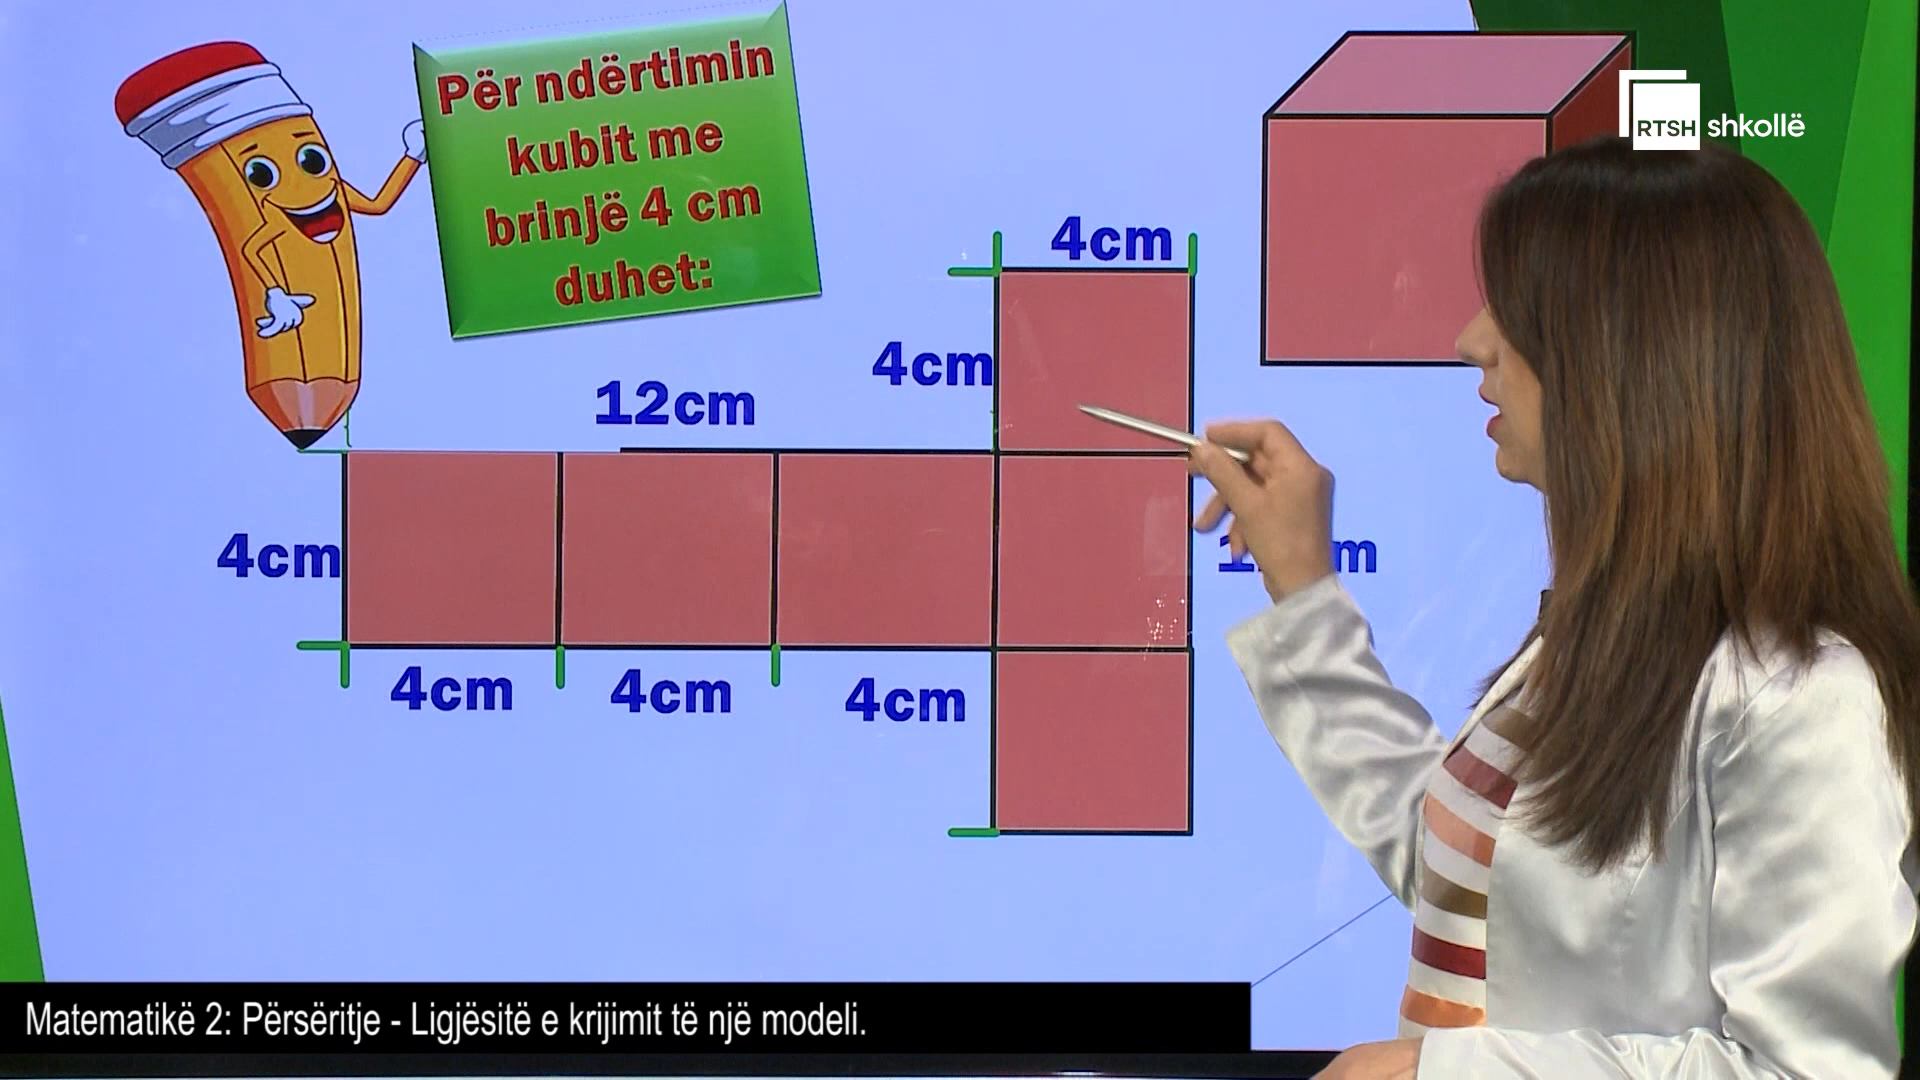 Për ndërtimin
kubit me
brinjë 4 cm
duhet:
RTSH shkollë
4cm
4cm
12cm
4cm
4cm
4cm
4cm
Matematikë 2: Përsëritje - Ligjësitë e krijimit të një modeli.